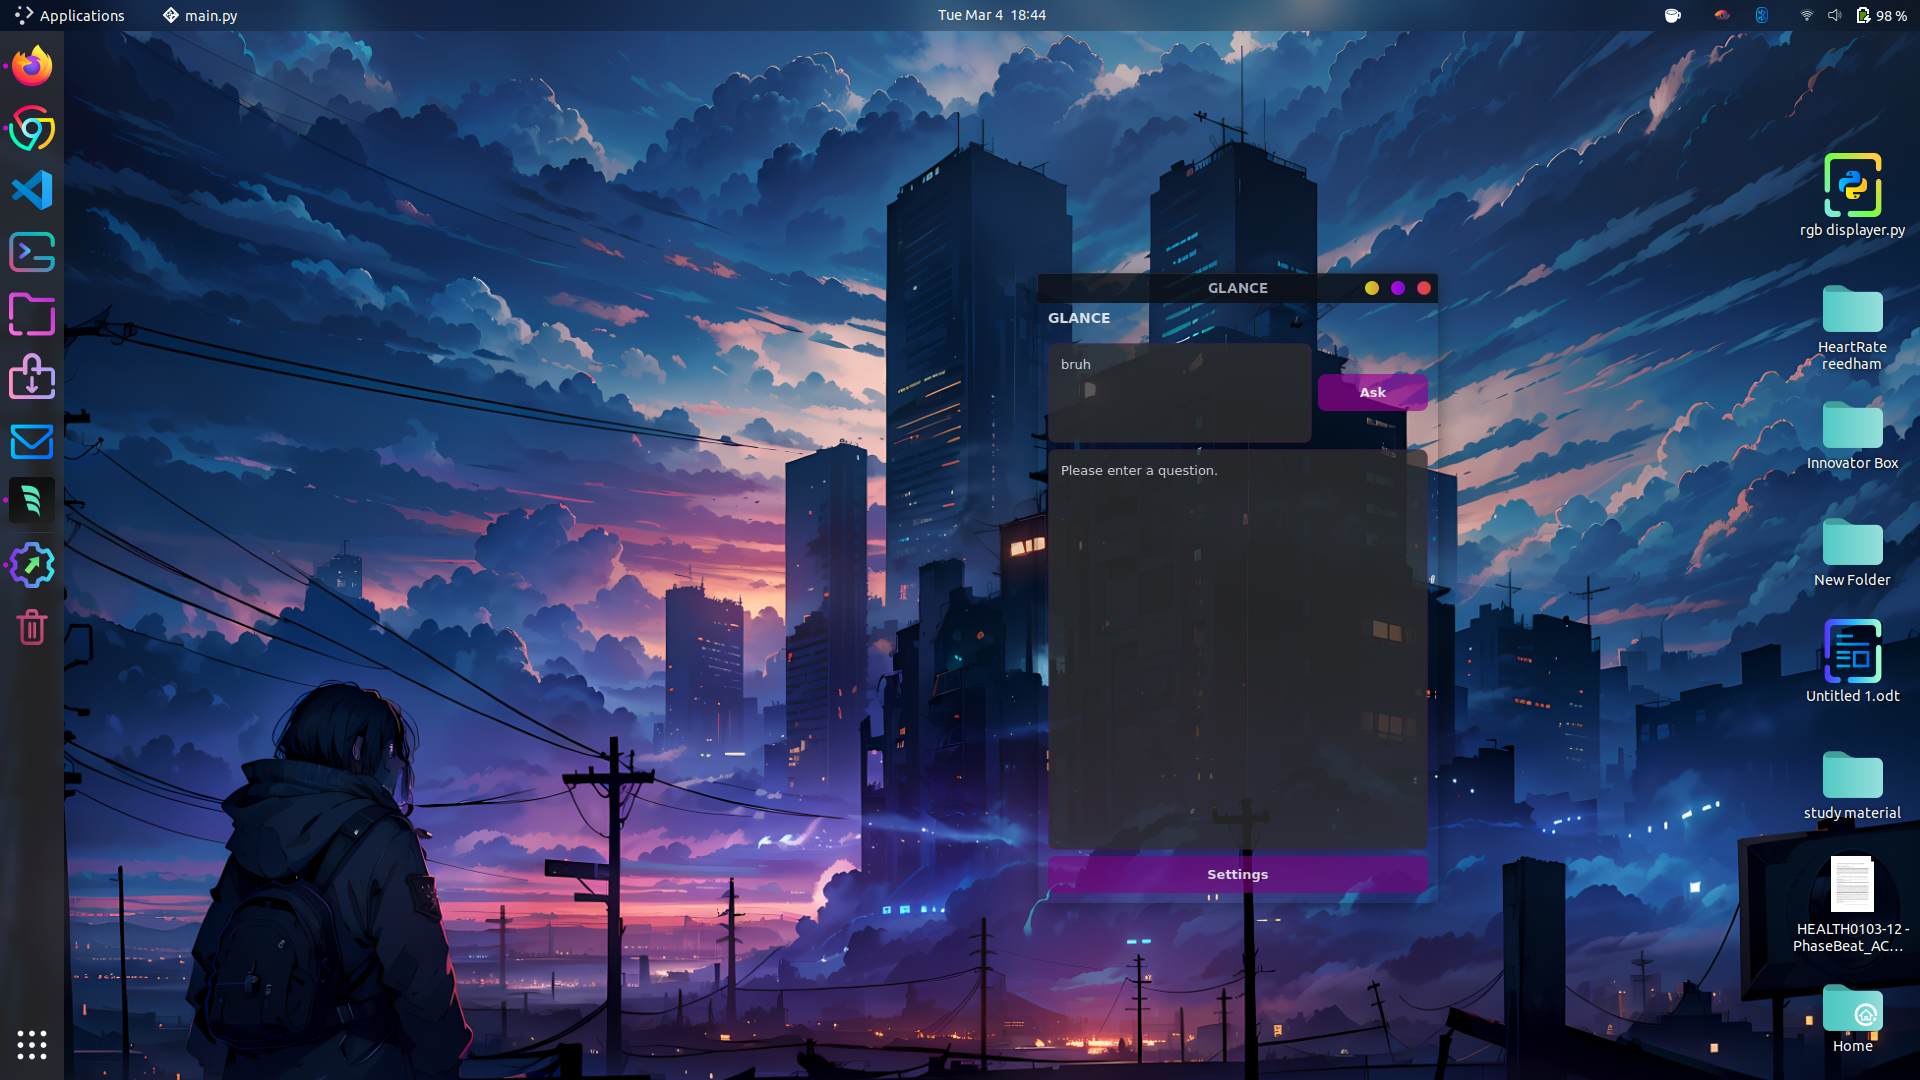 Applications
main.py
Tue Mar 4 18:44
98 %
GLANCE
GLANCE
bruh
Ask
Please enter a question.
Settings
rgb displayer.py
HeartRate
reedham
Innovator Box
New Folder
Untitled 1.odt
study material
HEALTH0103-12 -
PhaseBeat_AC...
Home